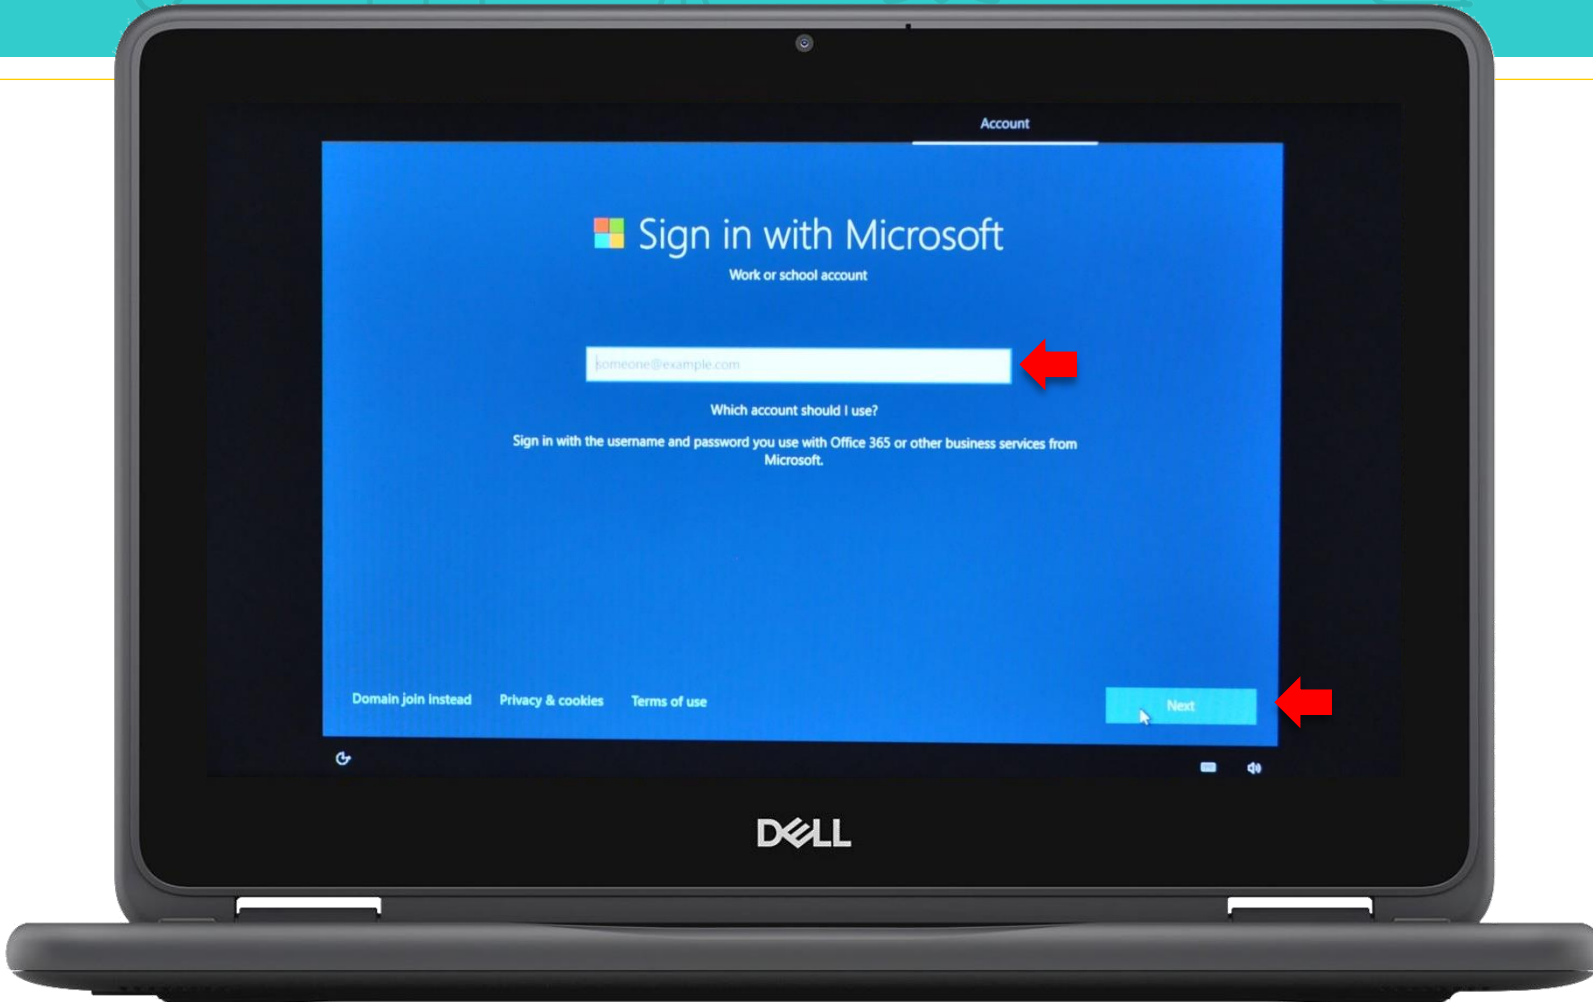 Account
Sign in with Microsoft
Work or school account
someone@example.com
Which account should I use?
Sign in with the username and password you use with Office 365 or other business services from
Microsoft.
Domain join instead
Privacy & cookies
Terms of use
Next
DELL